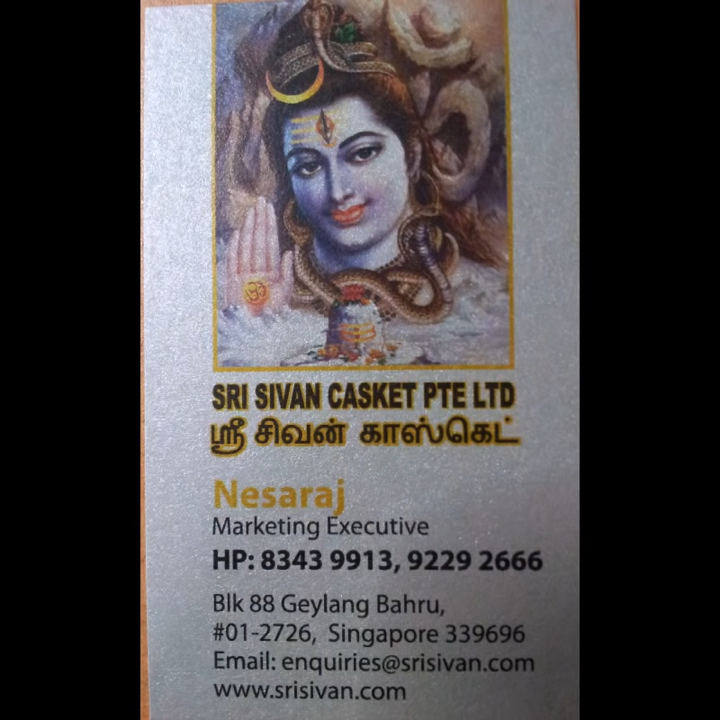 SRI SIVAN CASKET PTE LTD
ஸ்ரீ சிவன் காஸ்கெட்
Nesaraj
Marketing Executive
HP: 8343 9913, 9229 2666
Blk 88 Geylang Bahru,
#01-2726, Singapore 339696
Email: enquiries@srisivan.com
www.srisivan.com